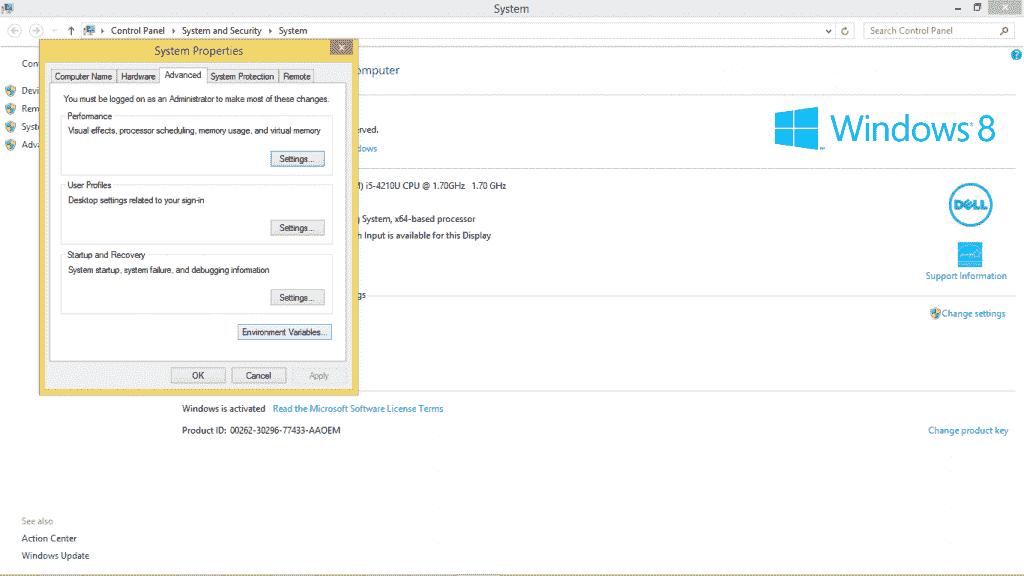 System
Control Panel System and Security System
Search Control Panel
System Properties
Computer Name Hardware Advanced System Protection Remote
You must be logged on as an Administrator to make most of these changes.
Performance
Visual effects, processor scheduling, memory usage, and virtual memory
Settings...
User Profiles
Desktop settings related to your sign-in
Settings...
Startup and Recovery
System startup, system failure, and debugging information
Settings...
Environment Variables...
OK Cancel Apply
Con
Devi
Rem
Syste
Adva
omputer
rved.
dows
Windows 8
M) i5-4210U CPU @ 1.70GHz 1.70 GHz
g System, x64-based processor
h Input is available for this Display
DELL
Support Information
gs
Change settings
Windows is activated Read the Microsoft Software License Terms
Product ID: 00262-30296-77433-AAOEM
Change product key
See also
Action Center
Windows Update